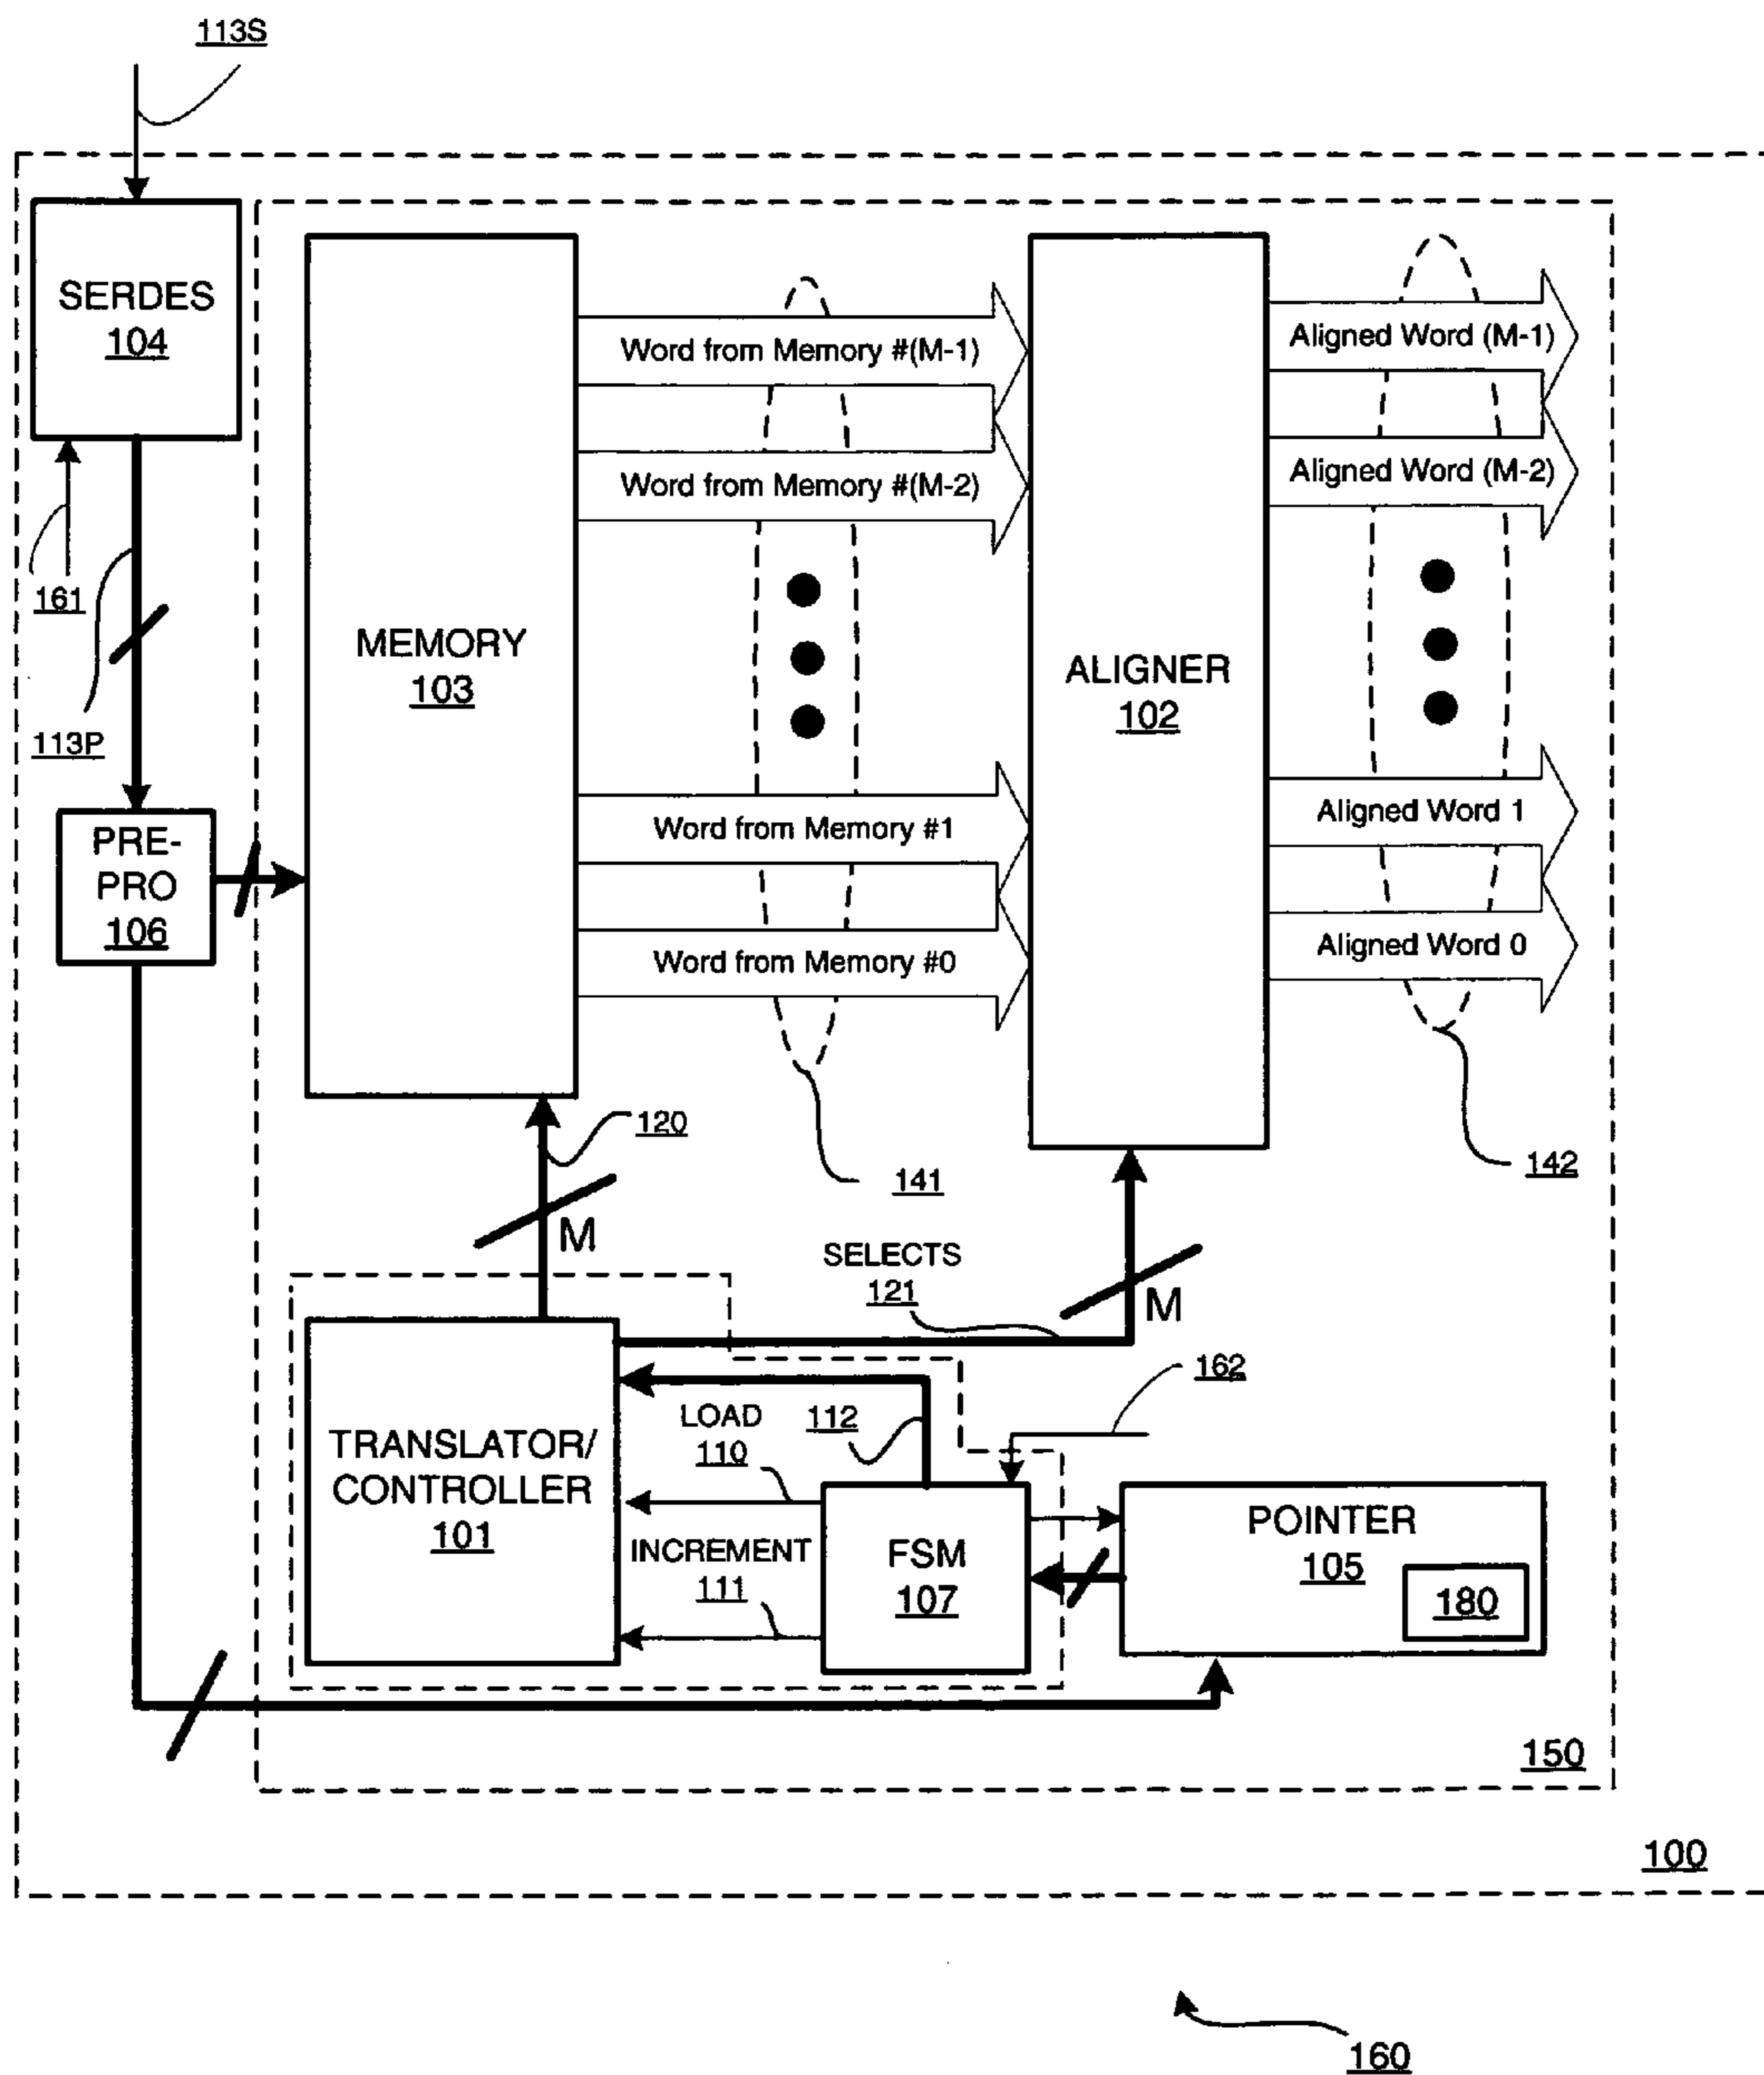 113S
SERDES
104
161
113P
PRE-
PRO
106
MEMORY
103
Word from Memory #(M-1)
Word from Memory #(M-2)
Word from Memory #1
Word from Memory #0
ALIGNER
102
Aligned Word (M-1)
Aligned Word (M-2)
Aligned Word 1
Aligned Word 0
120
M
141
142
SELECTS
121
M
162
TRANSLATOR/
CONTROLLER
101
LOAD
110
112
INCREMENT
111
FSM
107
POINTER
105
180
150
100
160